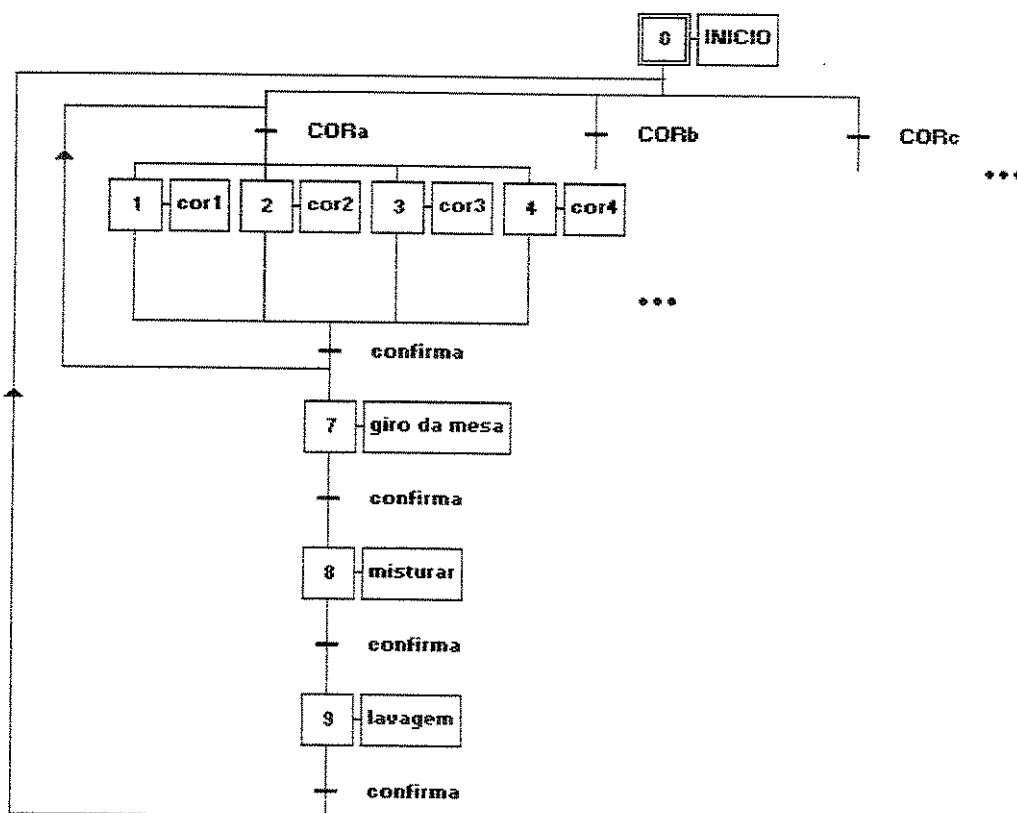 0 INICIO
CORa CORb CORc
...
1 cor1 2 cor2 3 cor3 4 cor4
...
confirma
7 giro da mesa
confirma
8 misturar
confirma
9 lavagem
confirma